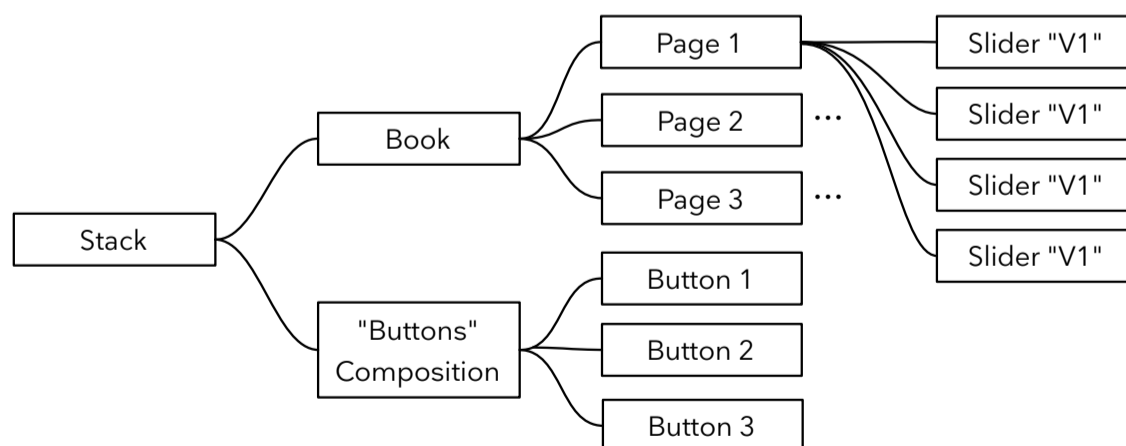 Page 1
Slider "V1"
Page 2
...
Slider "V1"
Book
Page 3
...
Slider "V1"
Stack
Slider "V1"
Button 1
"Buttons"
Composition
Button 2
Button 3